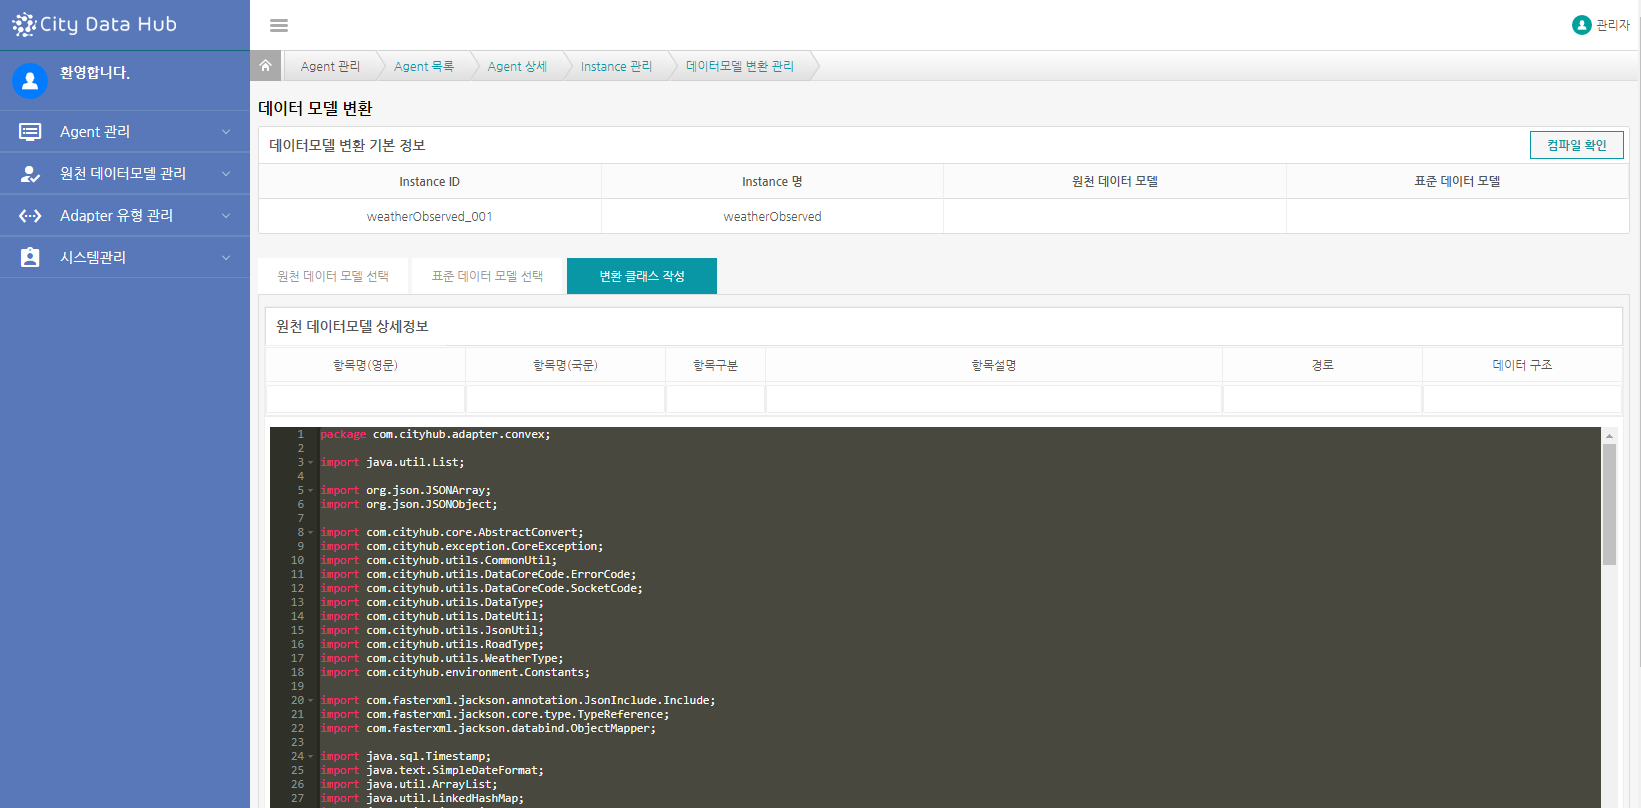 City Data Hub
관리자
환영합니다.
Agent 관리
원천 데이터모델 관리
Adapter 유형 관리
시스템관리
Agent 관리 Agent 목록 Agent 상세 Instance 관리 데이터모델 변환 관리
데이터 모델 변환
데이터모델 변환 기본 정보 컴파일 확인
Instance ID Instance 명 원천 데이터 모델 표준 데이터 모델
weatherObserved_001 weatherObserved
원천 데이터 모델 선택 표준 데이터 모델 선택 변환 클래스 작성
원천 데이터모델 상세정보
항목명(영문) 항목명(국문) 항목구분 항목설명 경로 데이터 구조
1 package com.cityhub.adapter.convex;
2
3 import java.util.List;
4
5 import org.json.JSONArray;
6 import org.json.JSONObject;
7
8 import com.cityhub.core.AbstractConvert;
9 import com.cityhub.exception.CoreException;
10 import com.cityhub.utils.CommonUtil;
11 import com.cityhub.utils.DataCoreCode.ErrorCode;
12 import com.cityhub.utils.DataCoreCode.SocketCode;
13 import com.cityhub.utils.DataType;
14 import com.cityhub.utils.DateUtil;
15 import com.cityhub.utils.JsonUtil;
16 import com.cityhub.utils.RoadType;
17 import com.cityhub.utils.WeatherType;
18 import com.cityhub.environment.Constants;
19
20 import com.fasterxml.jackson.annotation.JsonInclude.Include;
21 import com.fasterxml.jackson.core.type.TypeReference;
22 import com.fasterxml.jackson.databind.ObjectMapper;
23
24 import java.sql.Timestamp;
25 import java.text.SimpleDateFormat;
26 import java.util.ArrayList;
27 import java.util.LinkedHashMap;